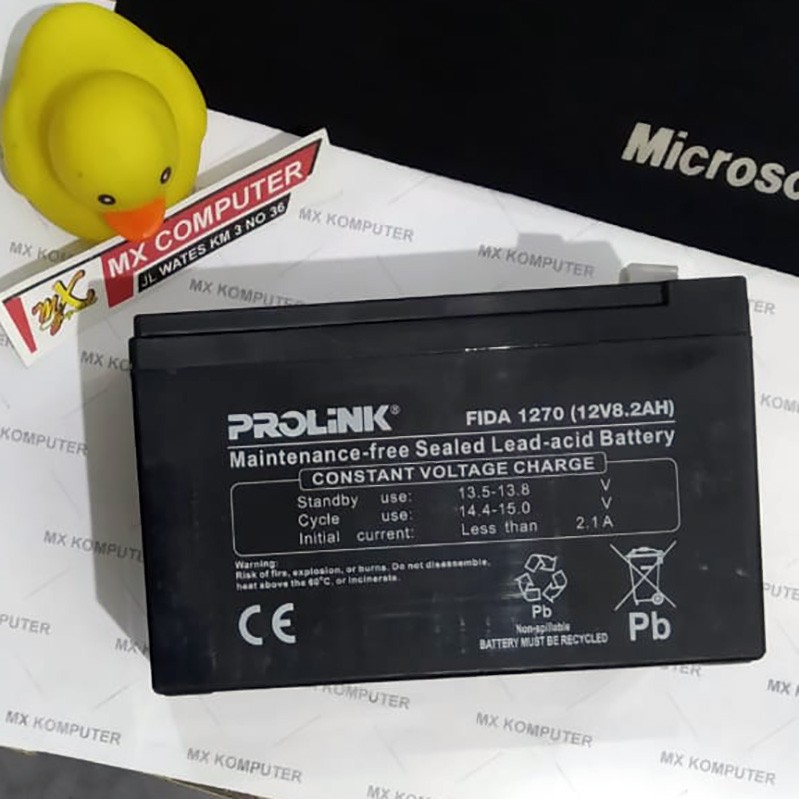 Microso
MX COMPUTER
JL WATES KM 3 NO 36
MX
MX KOMPUTER
MX KOMPUTER
MX KOMPUTER
PROLiNK®
FIDA 1270 (12V8.2AH)
Maintenance-free Sealed Lead-acid Battery
CONSTANT VOLTAGE CHARGE
Standby use: 13.5-13.8 V
Cycle use: 14.4-15.0 V
Initial current: Less than 2.1 A
Warning:
Risk of fire, explosion, or burns. Do not disassemble,
heat above the 60°C, or incinerate.
CE
Pb
Non-spillable
BATTERY MUST BE RECYCLED
Pb
KOMPUTER
MX KOMPUTER
MX KOMPUTER
MX KOMPUTER
MX KOMPUTER
MX KOMPUTER
MX KOMPUTER